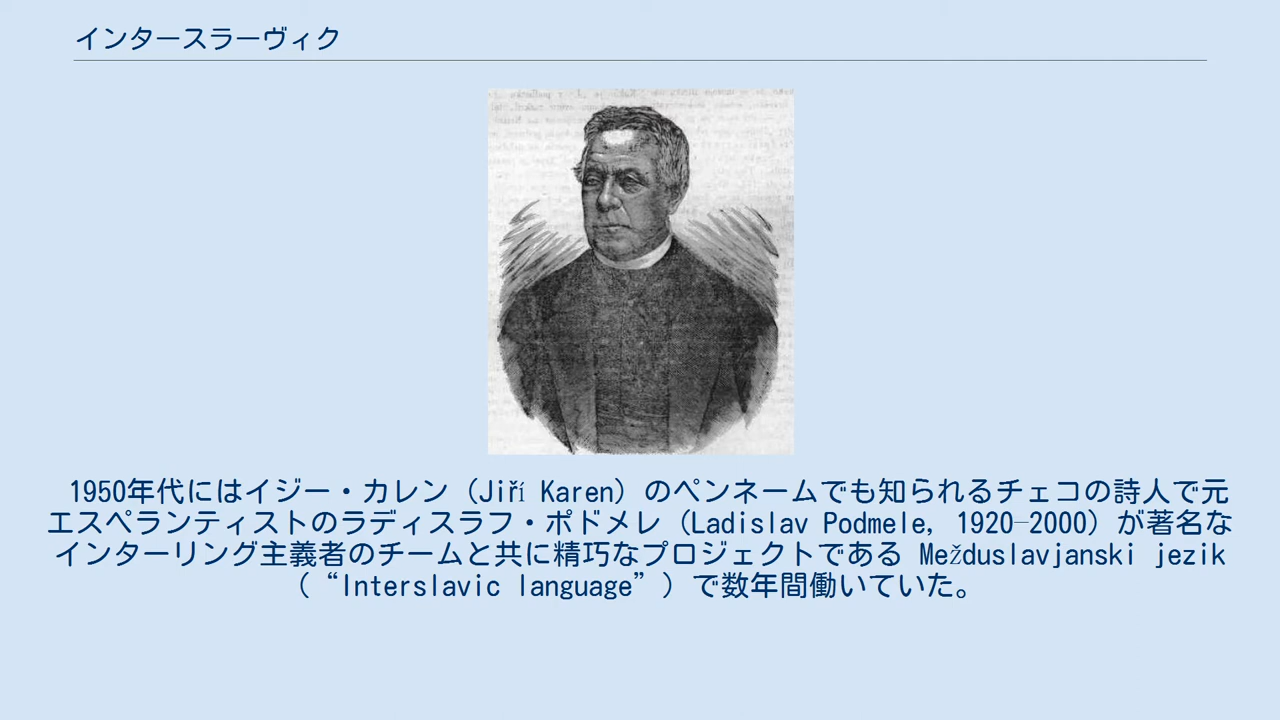 インタースラーヴィク
1950年代にはイジー・カレン（Jiří Karen）のペンネームでも知られるチェコの詩人で元
エスペランティストのラディスラフ・ポドメレ（Ladislav Podmele, 1920–2000）が著名な
インターリング主義者のチームと共に精巧なプロジェクトである Mežduslavjanski jezik
（“Interslavic language”）で数年間働いていた。